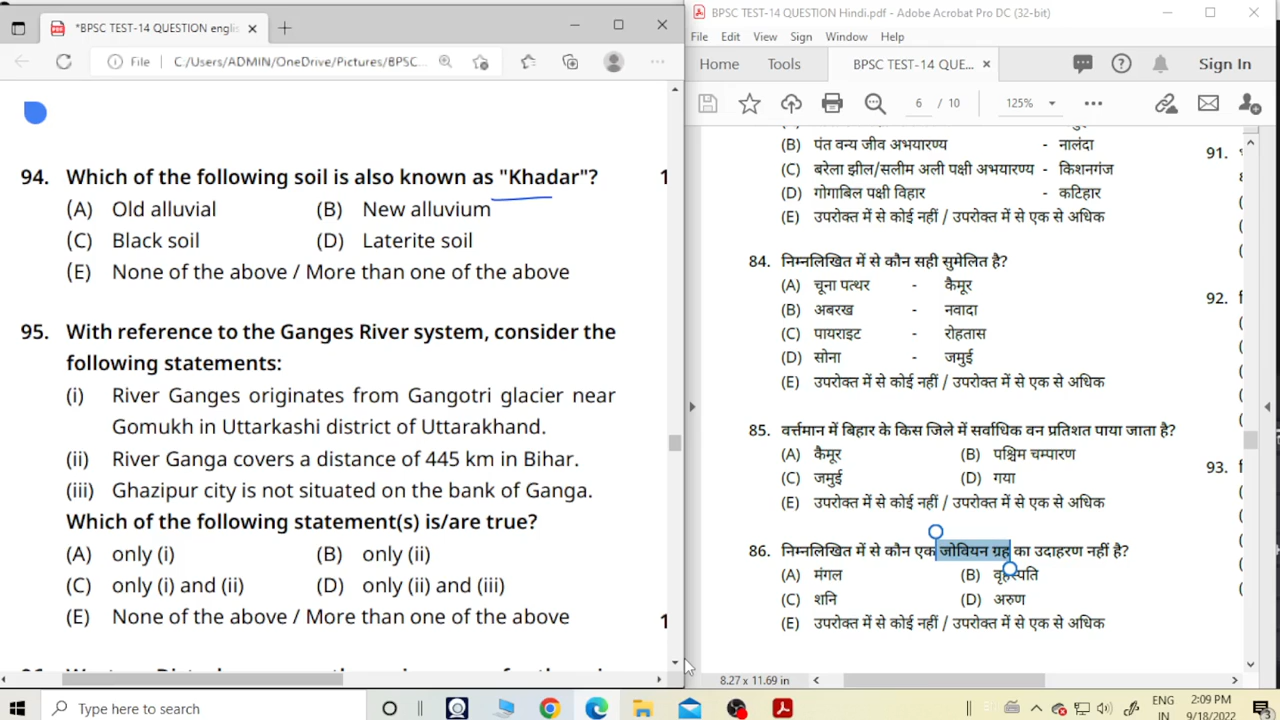 *BPSC TEST-14 QUESTION engli
File C:/Users/ADMIN/OneDrive/Pictures/BPSC...
94. Which of the following soil is also known as "Khadar"? 1
(A) Old alluvial (B) New alluvium
(C) Black soil (D) Laterite soil
(E) None of the above / More than one of the above
95. With reference to the Ganges River system, consider the
following statements:
(i) River Ganges originates from Gangotri glacier near
Gomukh in Uttarkashi district of Uttarakhand.
(ii) River Ganga covers a distance of 445 km in Bihar.
(iii) Ghazipur city is not situated on the bank of Ganga.
Which of the following statement(s) is/are true?
(A) only (i) (B) only (ii)
(C) only (i) and (ii) (D) only (ii) and (iii)
(E) None of the above / More than one of the above 1
BPSC TEST-14 QUESTION Hindi.pdf - Adobe Acrobat Pro DC (32-bit)
File Edit View Sign Window Help
Home Tools BPSC TEST-14 QUE... Sign In
6 / 10 125%
(B) पंत वन्य जीव अभयारण्य - नालंदा
(C) बरेला झील/सलीम अली पक्षी अभयारण्य - किशनगंज
(D) गोगाबिल पक्षी विहार - कटिहार
(E) उपरोक्त में से कोई नहीं / उपरोक्त में से एक से अधिक
84. निम्नलिखित में से कौन सही सुमेलित है?
(A) चूना पत्थर - कैमूर
(B) अबरख - नवादा
(C) पायराइट - रोहतास
(D) सोना - जमुई
(E) उपरोक्त में से कोई नहीं / उपरोक्त में से एक से अधिक
85. वर्त्तमान में बिहार के किस जिले में सर्वाधिक वन प्रतिशत पाया जाता है?
(A) कैमूर (B) पश्चिम चम्पारण
(C) जमुई (D) गया
(E) उपरोक्त में से कोई नहीं / उपरोक्त में से एक से अधिक
86. निम्नलिखित में से कौन एक जोवियन ग्रह का उदाहरण नहीं है?
(A) मंगल (B) वृहस्पति
(C) शनि (D) अरुण
(E) उपरोक्त में से कोई नहीं / उपरोक्त में से एक से अधिक
91.
92.
93.
8.27 x 11.69 in
Type here to search
ENG
IN
2:09 PM
9/18/2022